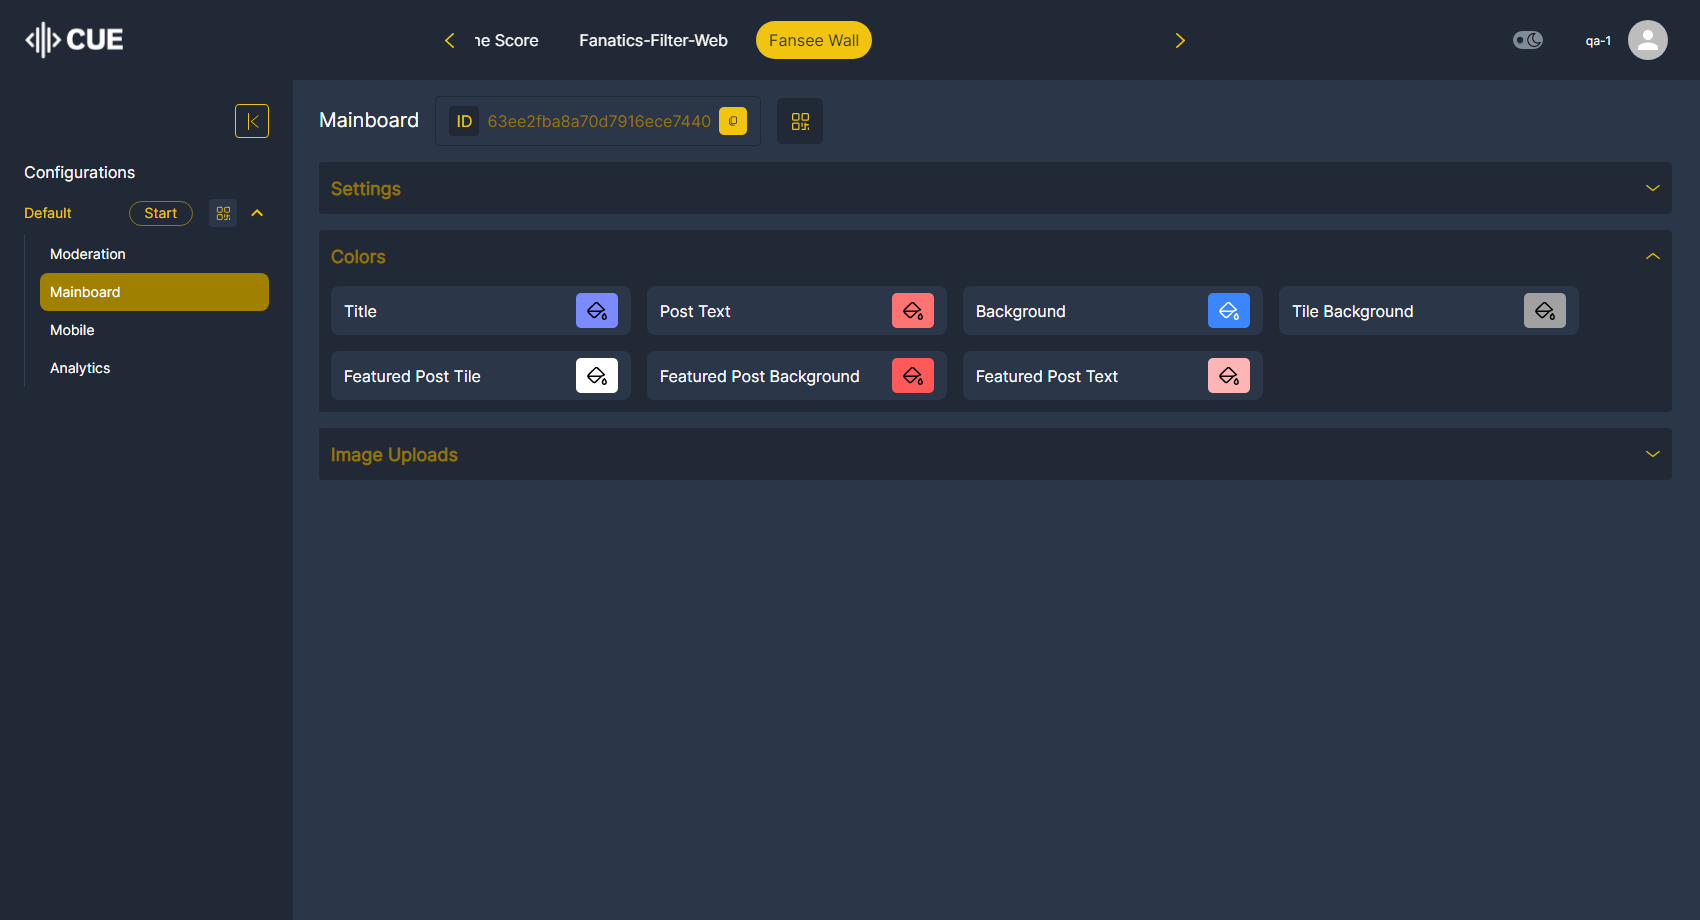 CUE
ne Score
Fanatics-Filter-Web
Fansee Wall
qa-1
Configurations
Default
Start
Moderation
Mainboard
Mobile
Analytics
Mainboard
ID
63ee2fba8a70d7916ece7440
Settings
Colors
Title
Post Text
Background
Tile Background
Featured Post Tile
Featured Post Background
Featured Post Text
Image Uploads